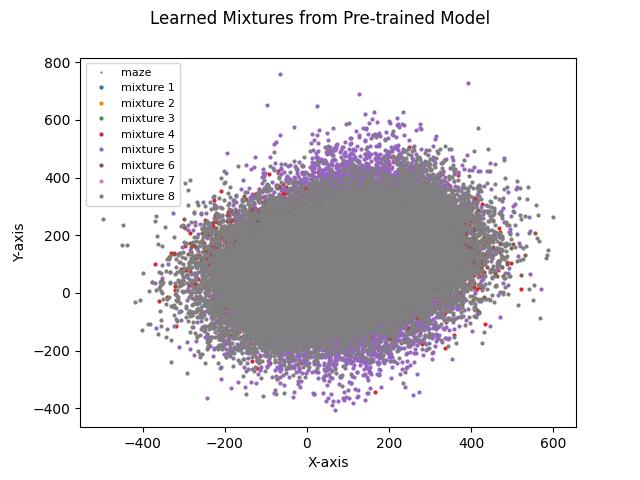 Learned Mixtures from Pre-trained Model
800
600
400
200
0
−200
−400
Y-axis
maze
mixture 1
mixture 2
mixture 3
mixture 4
mixture 5
mixture 6
mixture 7
mixture 8
−400 −200 0 200 400 600
X-axis